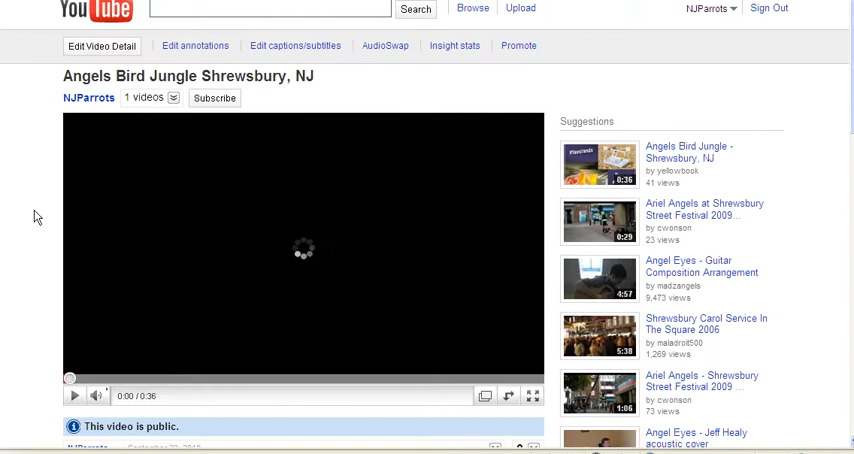 YouTube
Search
Browse
Upload
NJParrots
Sign Out
Edit Video Detail
Edit annotations
Edit captions/subtitles
AudioSwap
Insight stats
Promote
Angels Bird Jungle Shrewsbury, NJ
NJParrots
1 videos
Subscribe
0:00 / 0:36
This video is public.
Suggestions
0:36
Angels Bird Jungle -
Shrewsbury, NJ
by yellowbook
41 views
0:29
Ariel Angels at Shrewsbury
Street Festival 2009...
by cwonson
23 views
4:57
Angel Eyes - Guitar
Composition Arrangement
by madzangels
9,473 views
5:38
Shrewsbury Carol Service In
The Square 2006
by maladroit500
1,269 views
1:06
Ariel Angels - Shrewsbury
Street Festival 2009 ...
by cwonson
73 views
Angel Eyes - Jeff Healy
acoustic cover